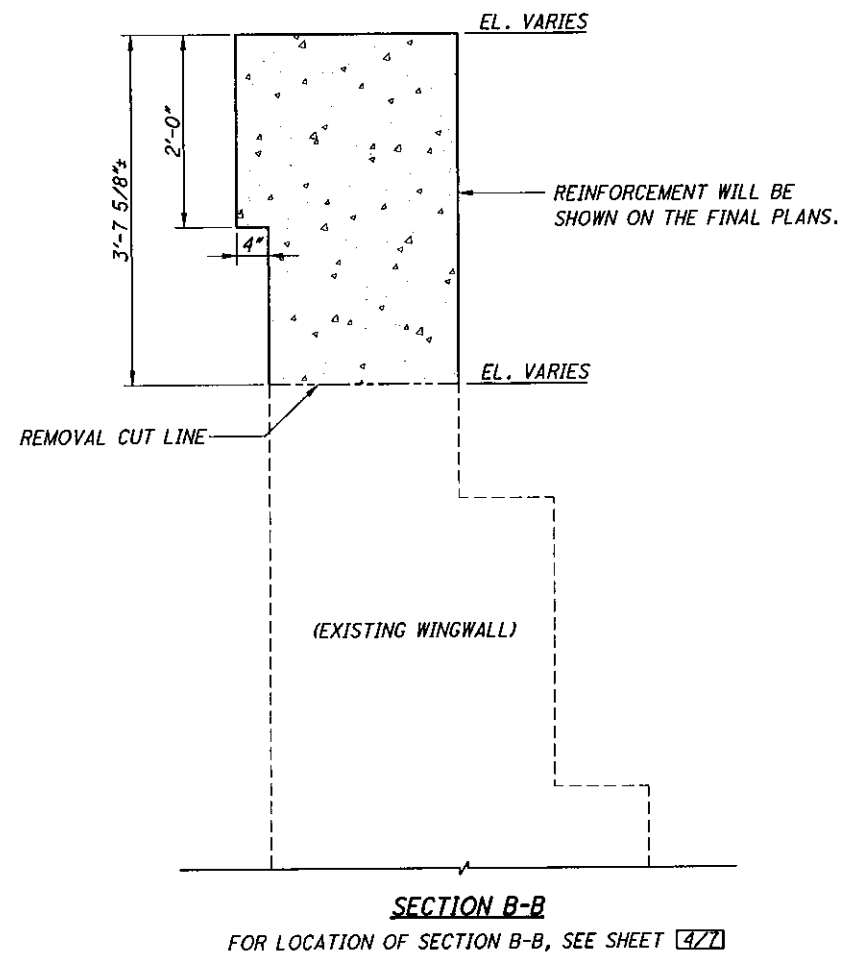 EL. VARIES
2'-0"
3'-7 5/8"±
REINFORCEMENT WILL BE
SHOWN ON THE FINAL PLANS.
4"
EL. VARIES
REMOVAL CUT LINE
(EXISTING WINGWALL)
SECTION B-B
FOR LOCATION OF SECTION B-B, SEE SHEET 4/7